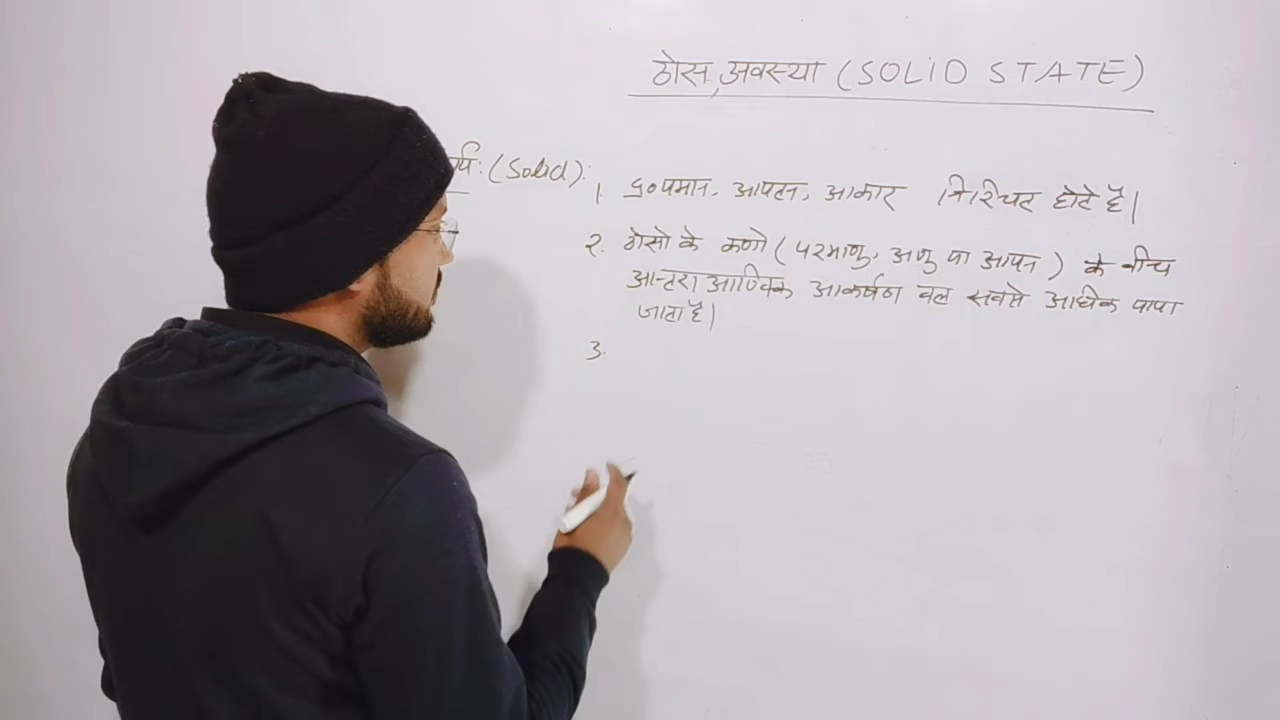 ठोस अवस्था (SOLID STATE)
(Solid):
1. द्रव्यमान, आयतन, आकार निश्चित होते है।
२. ठोसो के कणो (परमाणु, अणु या आयन) के बीच
आन्तराआण्विक आकर्षण बल सबसे अधिक पाया
जाता है।
3.